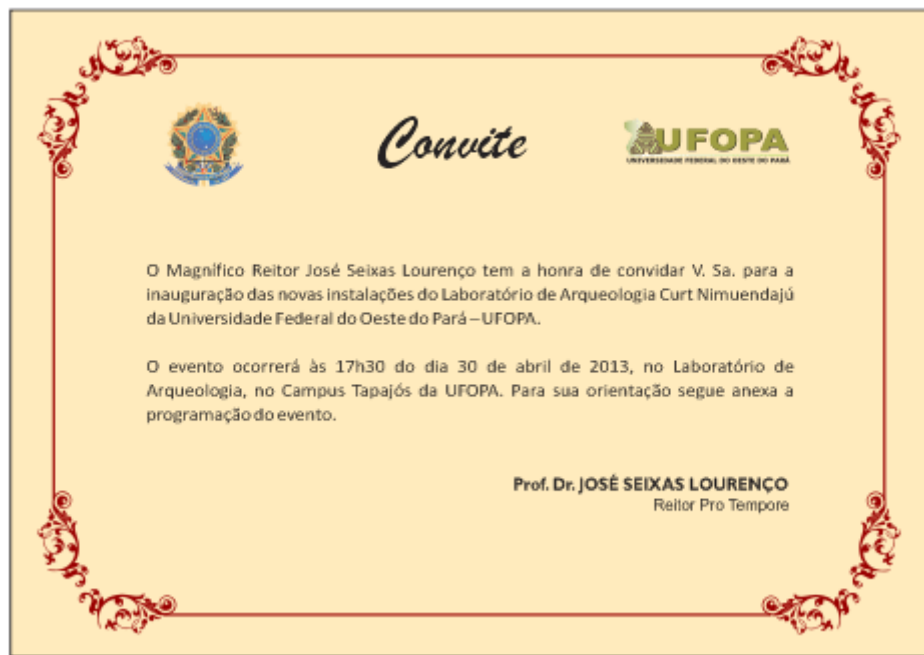 Convite
UFOPA
UNIVERSIDADE FEDERAL DO OESTE DO PARÁ
O Magnífico Reitor José Seixas Lourenço tem a honra de convidar V. Sa. para a
inauguração das novas instalações do Laboratório de Arqueologia Curt Nimuendajú
da Universidade Federal do Oeste do Pará – UFOPA.
O evento ocorrerá às 17h30 do dia 30 de abril de 2013, no Laboratório de
Arqueologia, no Campus Tapajós da UFOPA. Para sua orientação segue anexa a
programação do evento.
Prof. Dr. JOSÉ SEIXAS LOURENÇO
Reitor Pro Tempore